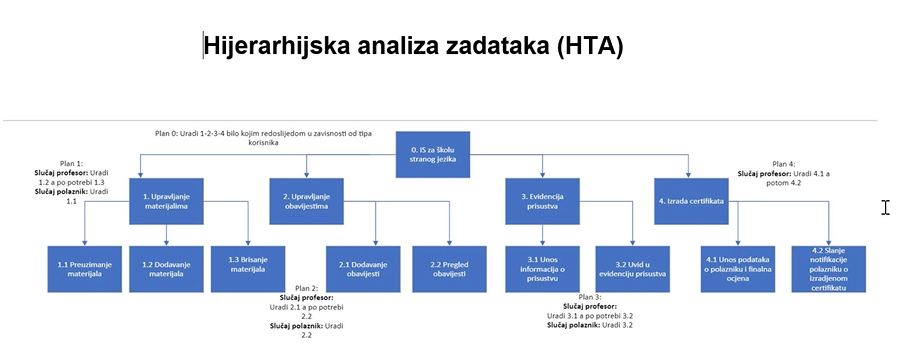 Hijerarhijska analiza zadataka (HTA)
Plan 0: Uradi 1-2-3-4 bilo kojim redoslijedom u zavisnosti od tipa
korisnika
0. IS za školu
stranog jezika
Plan 1:
Slučaj profesor: Uradi
1.2 a po potrebi 1.3
Slučaj polaznik: Uradi
1.1
Plan 4:
Slučaj profesor: Uradi 4.1 a
potom 4.2
1. Upravljanje
materijalima
2. Upravljanje
obavijestima
3. Evidencija
prisustva
4. Izrada certifikata
1.1 Preuzimanje
materijala
1.2 Dodavanje
materijala
1.3 Brisanje
materijala
2.1 Dodavanje
obavijesti
2.2 Pregled
obavijesti
3.1 Unos
informacija o
prisustvu
3.2 Uvid u
evidenciju prisustva
4.1 Unos podataka
o polazniku i finalna
ocjena
4.2 Slanje
notifikacije
polazniku o
izradjenom
certifikatu
Plan 2:
Slučaj profesor:
Uradi 2.1 a po potrebi
2.2
Slučaj polaznik: Uradi
2.2
Plan 3:
Slučaj profesor:
Uradi 3.1 a po potrebi 3.2
Slučaj polaznik: Uradi 3.2